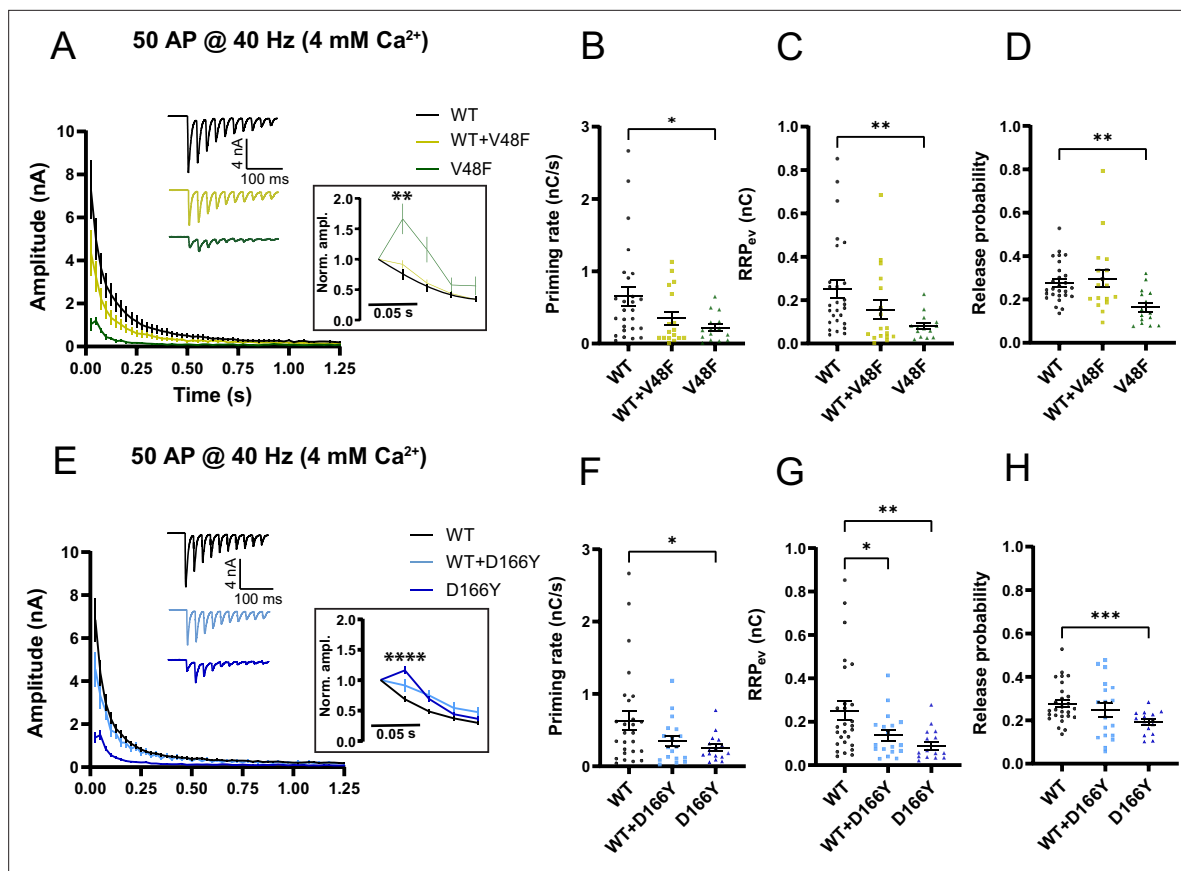 A
50 AP @ 40 Hz (4 mM Ca²⁺)
WT
WT+V48F
V48F
4 nA
100 ms
Amplitude (nA)
10
8
6
4
2
0
0.00 0.25 0.50 0.75 1.00 1.25
Time (s)
Norm. ampl.
2.0
1.5
1.0
0.5
0.0
**
0.05 s
B
Priming rate (nC/s)
3
2
1
0
*
WT
WT+V48F
V48F
C
RRPev (nC)
1.0
0.8
0.6
0.4
0.2
0.0
**
WT
WT+V48F
V48F
D
Release probability
1.0
0.8
0.6
0.4
0.2
0.0
**
WT
WT+V48F
V48F
E
50 AP @ 40 Hz (4 mM Ca²⁺)
WT
WT+D166Y
D166Y
4 nA
100 ms
Amplitude (nA)
10
8
6
4
2
0
0.00 0.25 0.50 0.75 1.00 1.25
Norm. ampl.
2.0
1.5
1.0
0.5
0.0
****
0.05 s
F
Priming rate (nC/s)
3
2
1
0
*
WT
WT+D166Y
D166Y
G
RRPev (nC)
1.0
0.8
0.6
0.4
0.2
0.0
**
*
WT
WT+D166Y
D166Y
H
Release probability
1.0
0.8
0.6
0.4
0.2
0.0
***
WT
WT+D166Y
D166Y